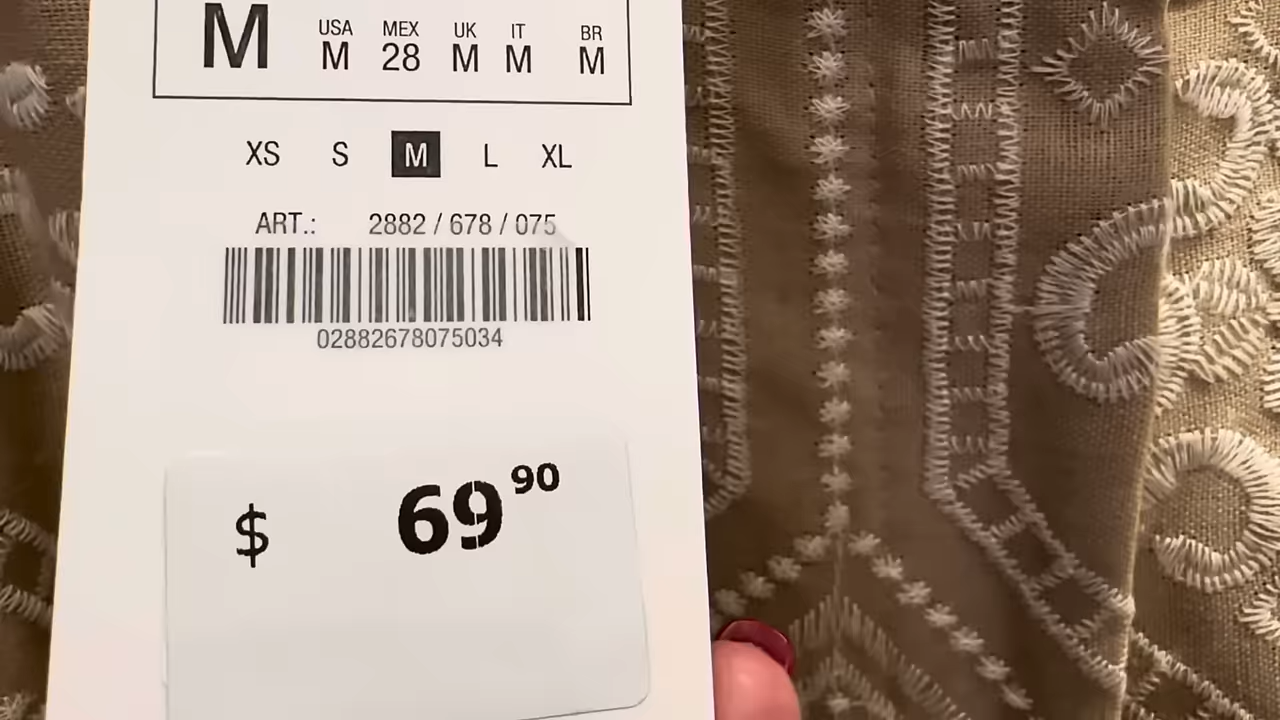 M USA MEX UK IT BR
M 28 M M M
XS S M L XL
ART.: 2882 / 678 / 075
02882678075034
$ 69 90